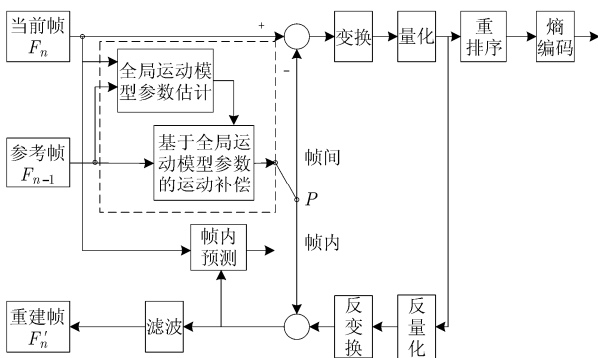 当前帧
Fₙ
+
变换
量化
重
排序
熵
编码
全局运动模
型参数估计
-
参考帧
Fₙ₋₁
基于全局运
动模型参数
的运动补偿
帧间
P
帧内
预测
帧内
重建帧
F′ₙ
滤波
反
变
换
反
量
化